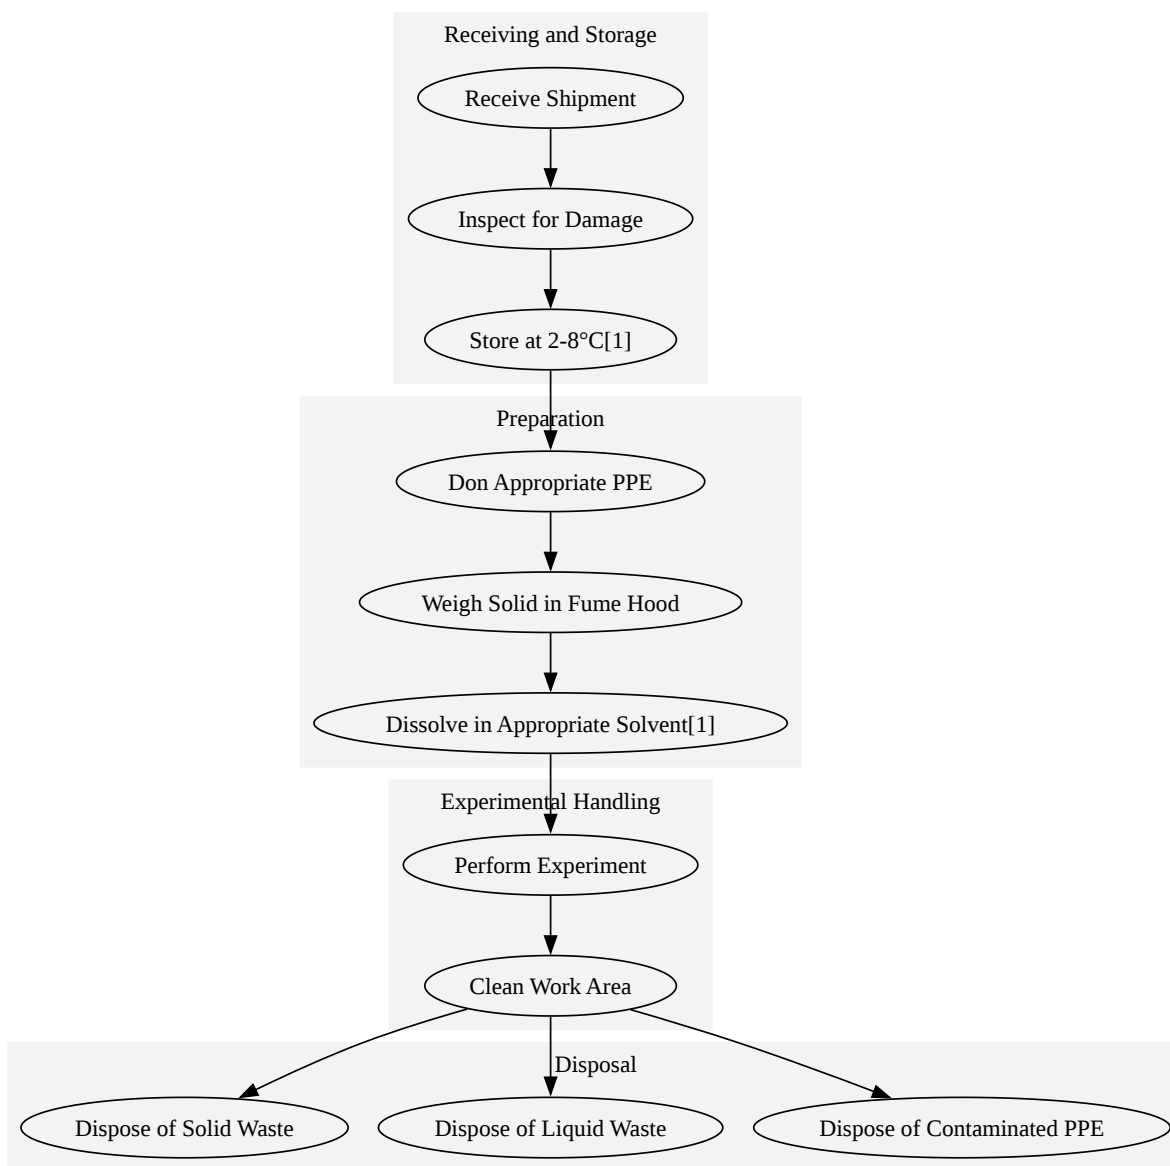 Receiving and Storage
Receive Shipment
Inspect for Damage
Store at 2-8°C[1]
Preparation
Don Appropriate PPE
Weigh Solid in Fume Hood
Dissolve in Appropriate Solvent[1]
Experimental Handling
Perform Experiment
Clean Work Area
Disposal
Dispose of Solid Waste
Dispose of Liquid Waste
Dispose of Contaminated PPE